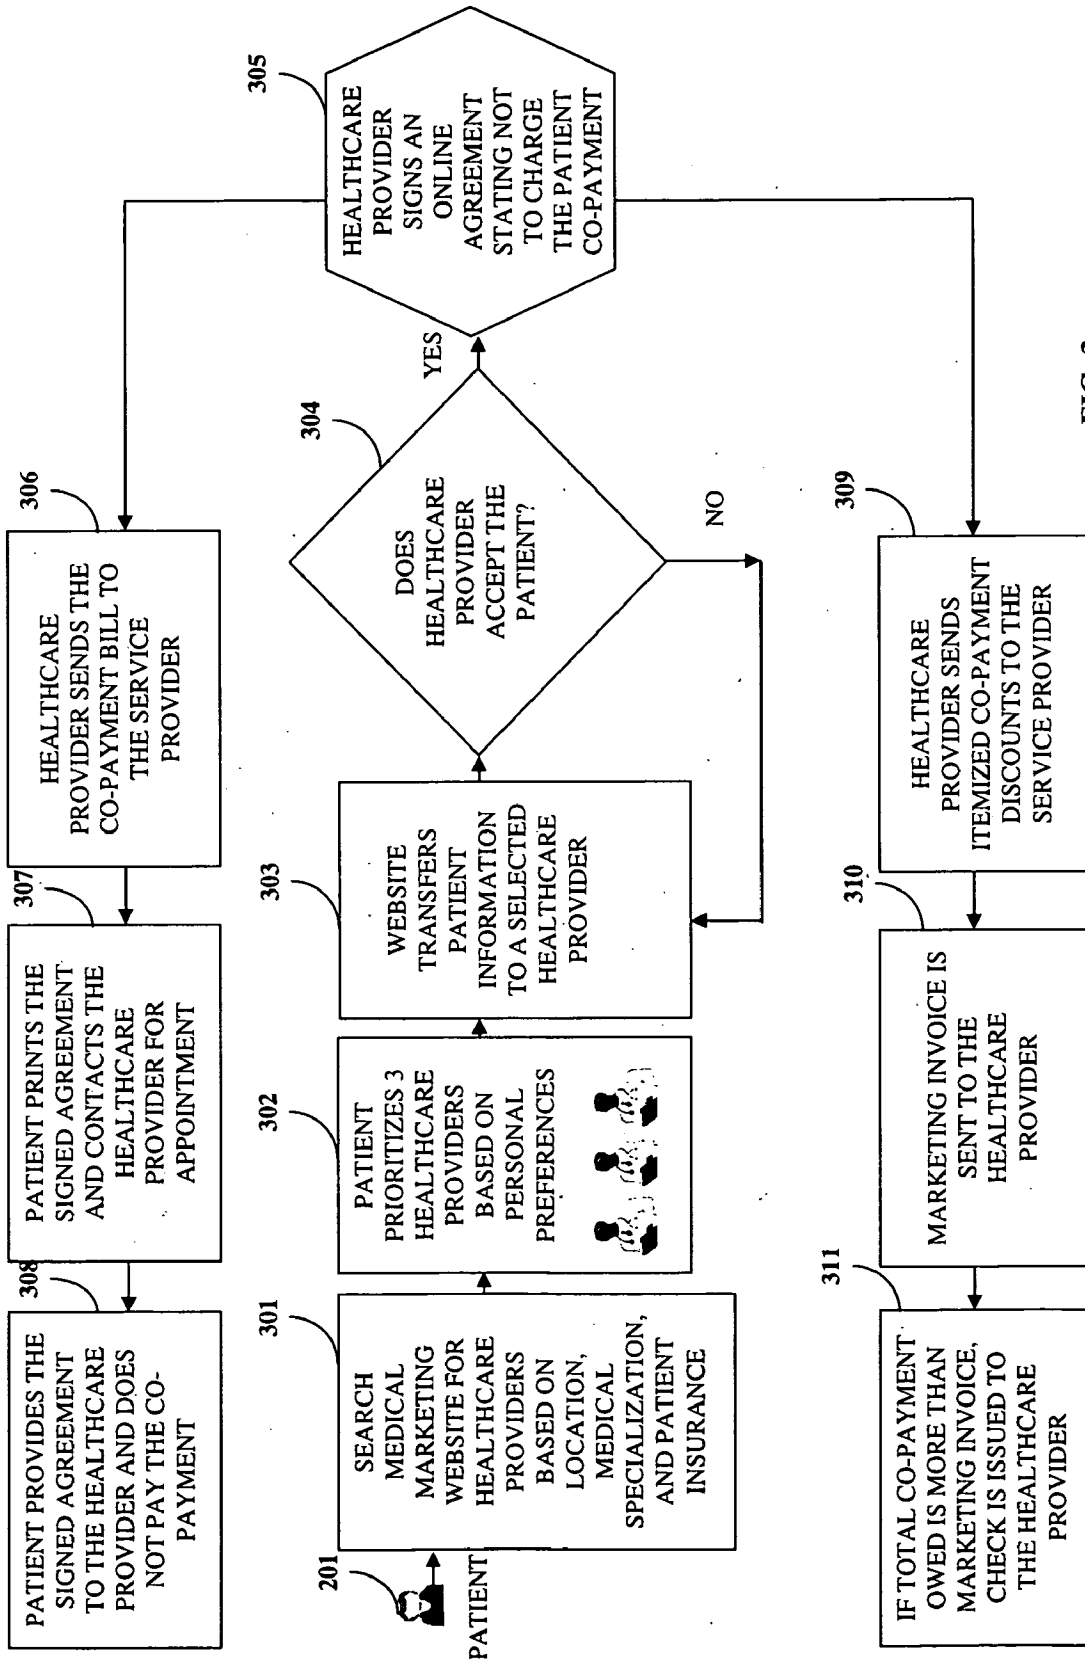 306
HEALTHCARE
PROVIDER SENDS THE
CO-PAYMENT BILL TO
THE SERVICE
PROVIDER
307
PATIENT PRINTS THE
SIGNED AGREEMENT
AND CONTACTS THE
HEALTHCARE
PROVIDER FOR
APPOINTMENT
308
PATIENT PROVIDES THE
SIGNED AGREEMENT
TO THE HEALTHCARE
PROVIDER AND DOES
NOT PAY THE CO-
PAYMENT
201
PATIENT
301
SEARCH
MEDICAL
MARKETING
WEBSITE FOR
HEALTHCARE
PROVIDERS
BASED ON
LOCATION,
MEDICAL
SPECIALIZATION,
AND PATIENT
INSURANCE
302
PATIENT
PRIORITIZES 3
HEALTHCARE
PROVIDERS
BASED ON
PERSONAL
PREFERENCES
303
WEBSITE
TRANSFERS
PATIENT
INFORMATION
TO A SELECTED
HEALTHCARE
PROVIDER
304
DOES
HEALTHCARE
PROVIDER
ACCEPT THE
PATIENT?
YES
NO
305
HEALTHCARE
PROVIDER
SIGNS AN
ONLINE
AGREEMENT
STATING NOT
TO CHARGE
THE PATIENT
CO-PAYMENT
309
HEALTHCARE
PROVIDER SENDS
ITEMIZED CO-PAYMENT
DISCOUNTS TO THE
SERVICE PROVIDER
310
MARKETING INVOICE IS
SENT TO THE
HEALTHCARE
PROVIDER
311
IF TOTAL CO-PAYMENT
OWED IS MORE THAN
MARKETING INVOICE,
CHECK IS ISSUED TO
THE HEALTHCARE
PROVIDER